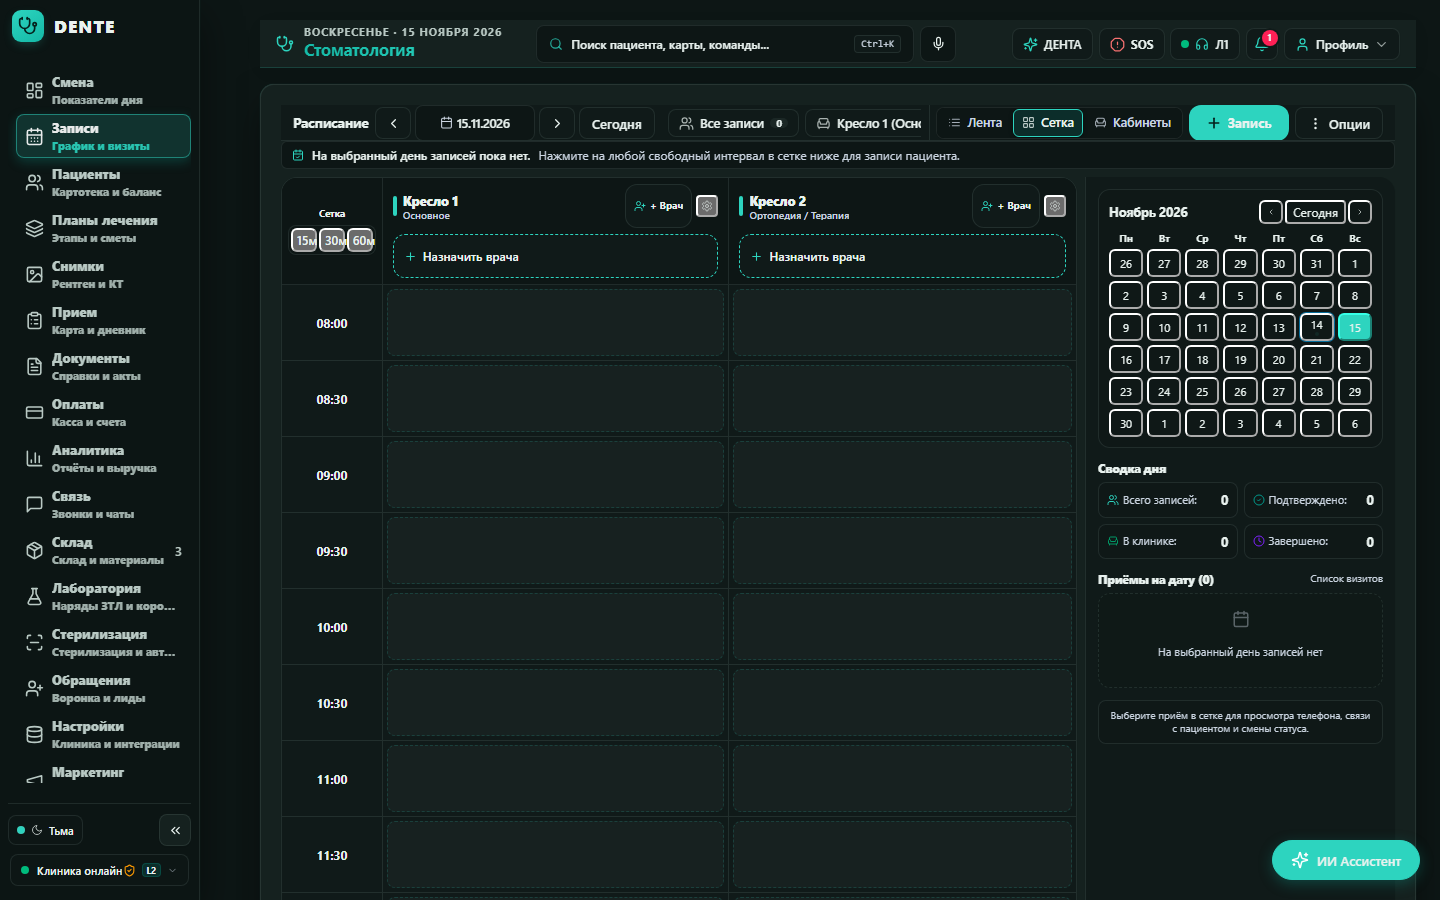 DENTE
Смена
Показатели дня
Записи
График и визиты
Пациенты
Картотека и баланс
Планы лечения
Этапы и сметы
Снимки
Рентген и КТ
Прием
Карта и дневник
Документы
Справки и акты
Оплаты
Касса и счета
Аналитика
Отчёты и выручка
Связь
Звонки и чаты
Склад
Склад и материалы
3
Лаборатория
Наряды ЗТЛ и коро...
Стерилизация
Стерилизация и авт...
Обращения
Воронка и лиды
Настройки
Клиника и интеграции
Маркетинг
Тьма
Клиника онлайн L2
ВОСКРЕСЕНЬЕ · 15 НОЯБРЯ 2026
Стоматология
Поиск пациента, карты, команды... Ctrl+K
ДЕНТА
SOS
Л1
1
Профиль
Расписание
15.11.2026
Сегодня
Все записи 0
Кресло 1 (Осн
Лента
Сетка
Кабинеты
Запись
Опции
На выбранный день записей пока нет. Нажмите на любой свободный интервал в сетке ниже для записи пациента.
Сетка
15м 30м 60м
Кресло 1
Основное
+ Врач
Назначить врача
Кресло 2
Ортопедия / Терапия
+ Врач
Назначить врача
08:00
08:30
09:00
09:30
10:00
10:30
11:00
11:30
Ноябрь 2026
Сегодня
Пн Вт Ср Чт Пт Сб Вс
26 27 28 29 30 31 1
2 3 4 5 6 7 8
9 10 11 12 13 14 15
16 17 18 19 20 21 22
23 24 25 26 27 28 29
30 1 2 3 4 5 6
Сводка дня
Всего записей: 0
Подтверждено: 0
В клинике: 0
Завершено: 0
Приёмы на дату (0)
Список визитов
На выбранный день записей нет
Выберите приём в сетке для просмотра телефона, связи
с пациентом и смены статуса.
ИИ Ассистент